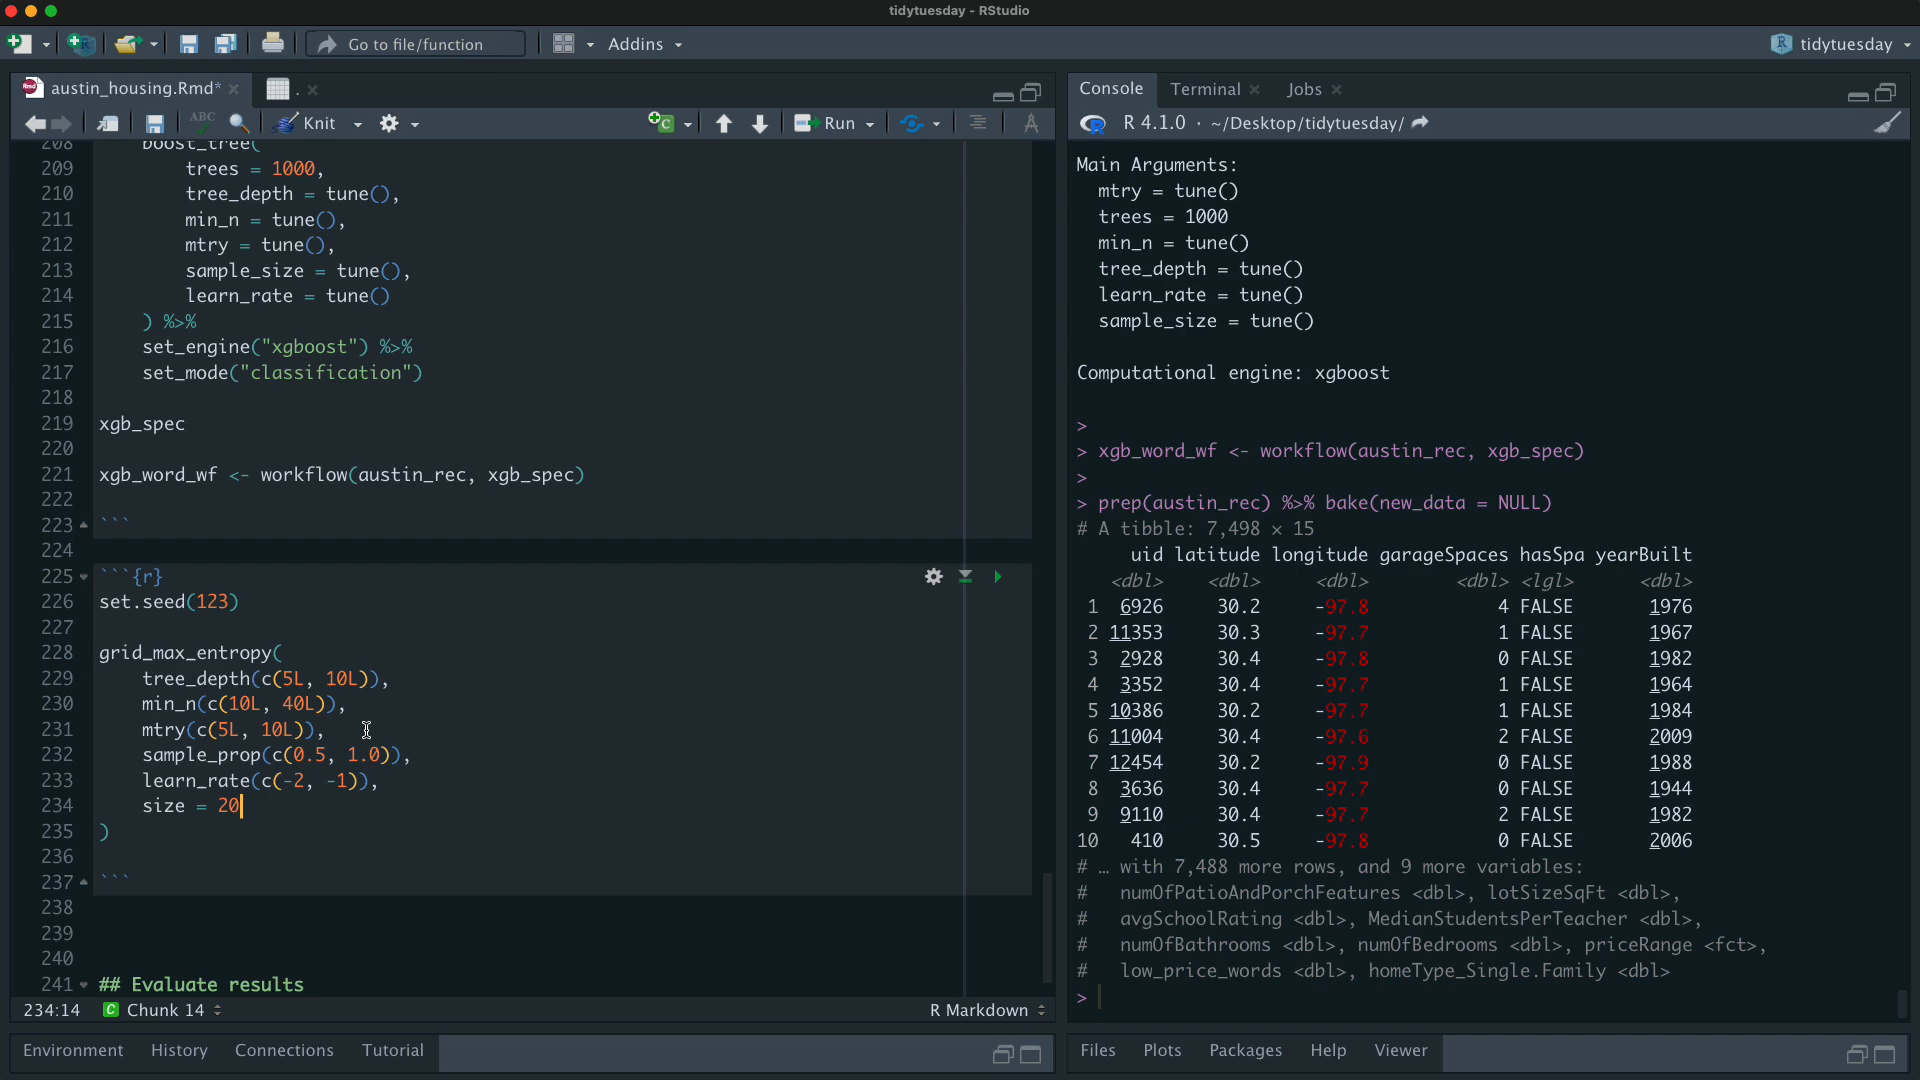 tidytuesday - RStudio
Go to file/function
Addins
tidytuesday
austin_housing.Rmd*
.
ABC
Knit
Run
208 boost_tree(
209 trees = 1000,
210 tree_depth = tune(),
211 min_n = tune(),
212 mtry = tune(),
213 sample_size = tune(),
214 learn_rate = tune()
215 ) %>%
216 set_engine("xgboost") %>%
217 set_mode("classification")
218
219 xgb_spec
220
221 xgb_word_wf <- workflow(austin_rec, xgb_spec)
222
223 ```
224
225 ```{r}
226 set.seed(123)
227
228 grid_max_entropy(
229 tree_depth(c(5L, 10L)),
230 min_n(c(10L, 40L)),
231 mtry(c(5L, 10L)),
232 sample_prop(c(0.5, 1.0)),
233 learn_rate(c(-2, -1)),
234 size = 20
235 )
236
237 ```
238
239
240
241 ## Evaluate results
234:14 Chunk 14 R Markdown
Environment History Connections Tutorial
Console Terminal Jobs
R 4.1.0 · ~/Desktop/tidytuesday/
Main Arguments:
mtry = tune()
trees = 1000
min_n = tune()
tree_depth = tune()
learn_rate = tune()
sample_size = tune()
Computational engine: xgboost
>
> xgb_word_wf <- workflow(austin_rec, xgb_spec)
>
> prep(austin_rec) %>% bake(new_data = NULL)
# A tibble: 7,498 × 15
uid latitude longitude garageSpaces hasSpa yearBuilt
<dbl> <dbl> <dbl> <dbl> <lgl> <dbl>
1 6926 30.2 -97.8 4 FALSE 1976
2 11353 30.3 -97.7 1 FALSE 1967
3 2928 30.4 -97.8 0 FALSE 1982
4 3352 30.4 -97.7 1 FALSE 1964
5 10386 30.2 -97.7 1 FALSE 1984
6 11004 30.4 -97.6 2 FALSE 2009
7 12454 30.2 -97.9 0 FALSE 1988
8 3636 30.4 -97.7 0 FALSE 1944
9 9110 30.4 -97.7 2 FALSE 1982
10 410 30.5 -97.8 0 FALSE 2006
# … with 7,488 more rows, and 9 more variables:
# numOfPatioAndPorchFeatures <dbl>, lotSizeSqFt <dbl>,
# avgSchoolRating <dbl>, MedianStudentsPerTeacher <dbl>,
# numOfBathrooms <dbl>, numOfBedrooms <dbl>, priceRange <fct>,
# low_price_words <dbl>, homeType_Single.Family <dbl>
>
Files Plots Packages Help Viewer